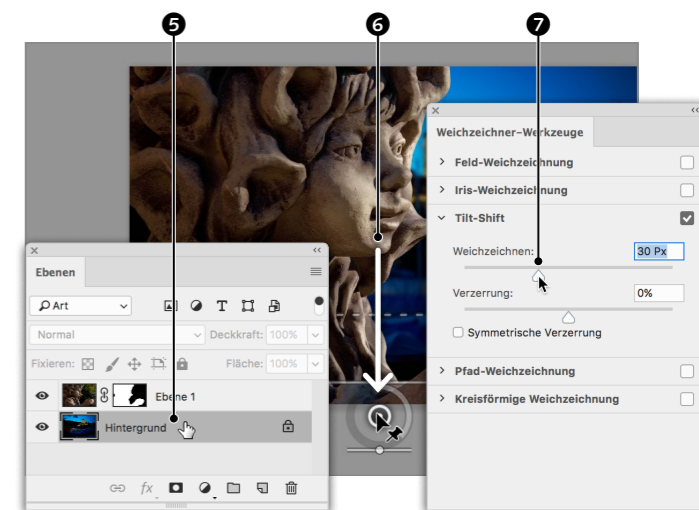 5 6 7
Weichzeichner-Werkzeuge
Feld-Weichzeichnung
Iris-Weichzeichnung
Tilt-Shift
Weichzeichnen: 30 Px
Verzerrung: 0%
Symmetrische Verzerrung
Pfad-Weichzeichnung
Kreisförmige Weichzeichnung
Ebenen
Art
Normal Deckkraft: 100%
Fixieren: Fläche: 100%
Ebene 1
Hintergrund
fx